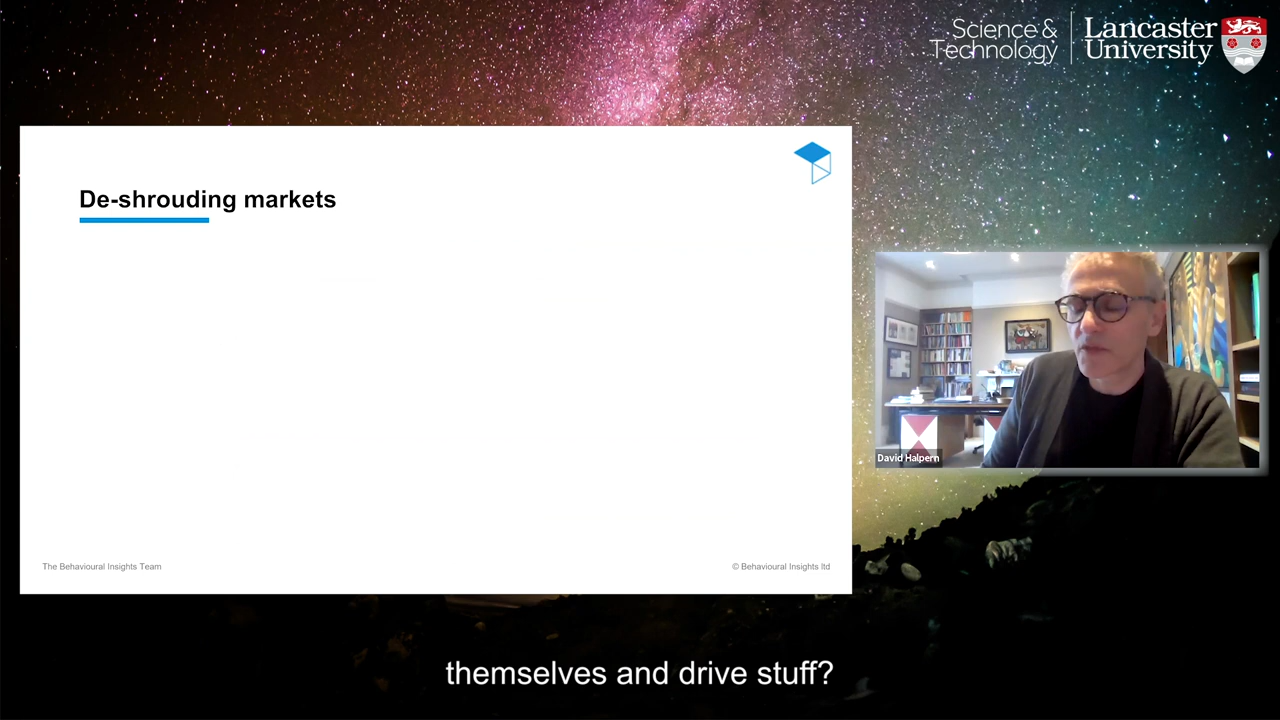 Science &
Technology
Lancaster
University
De-shrouding markets
David Halpern
The Behavioural Insights Team
© Behavioural Insights ltd
themselves and drive stuff?